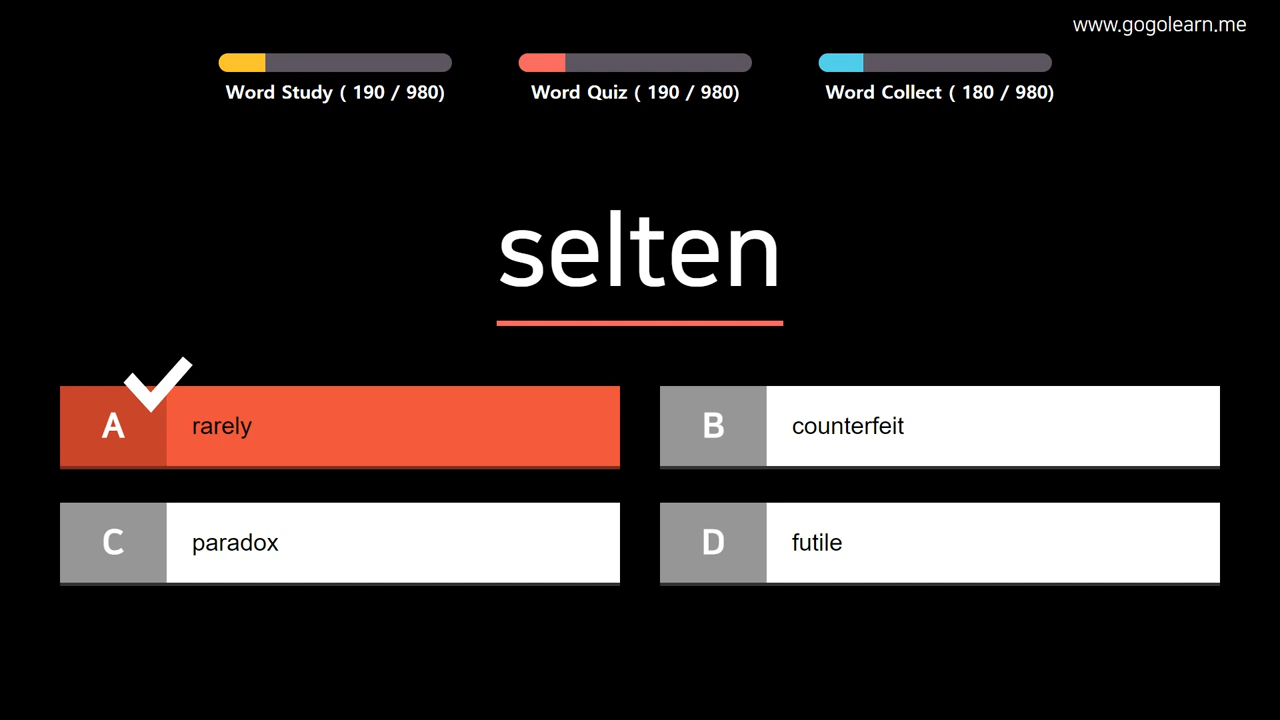 www.gogolearn.me
Word Study ( 190 / 980)
Word Quiz ( 190 / 980)
Word Collect ( 180 / 980)
selten
A rarely
B counterfeit
C paradox
D futile